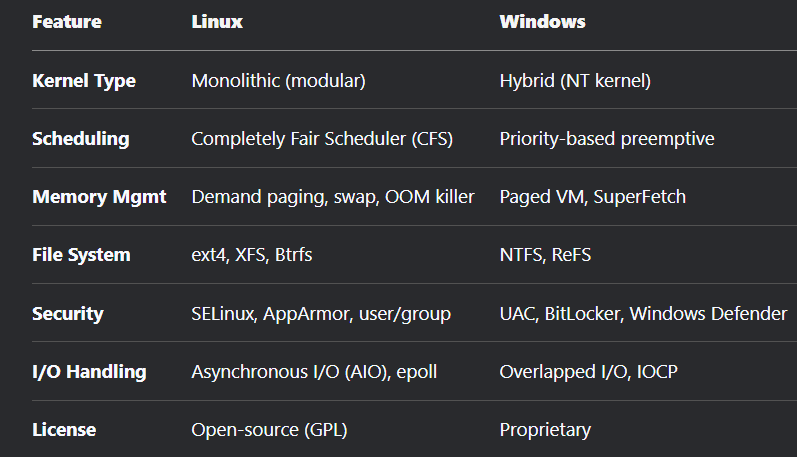 Feature Linux Windows
Kernel Type Monolithic (modular) Hybrid (NT kernel)
Scheduling Completely Fair Scheduler (CFS) Priority-based preemptive
Memory Mgmt Demand paging, swap, OOM killer Paged VM, SuperFetch
File System ext4, XFS, Btrfs NTFS, ReFS
Security SELinux, AppArmor, user/group UAC, BitLocker, Windows Defender
I/O Handling Asynchronous I/O (AIO), epoll Overlapped I/O, IOCP
License Open-source (GPL) Proprietary